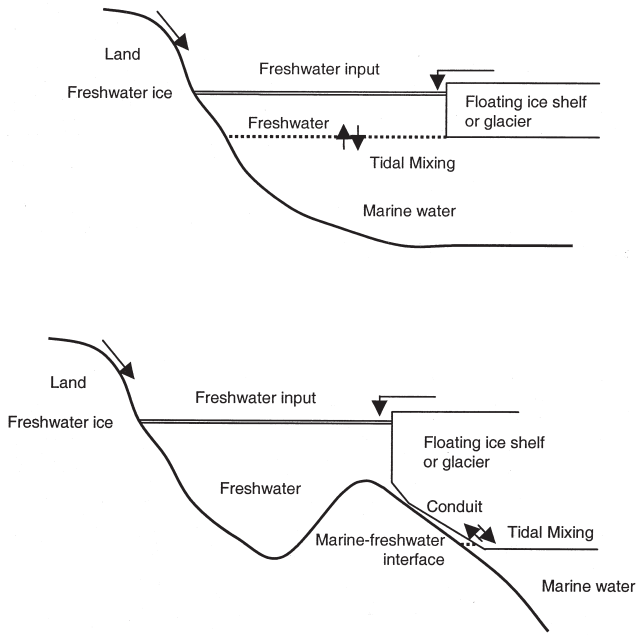 Land
Freshwater input
Freshwater ice
Floating ice shelf
or glacier
Freshwater
Tidal Mixing
Marine water
Land
Freshwater input
Freshwater ice
Floating ice shelf
or glacier
Freshwater
Conduit
Tidal Mixing
Marine-freshwater
interface
Marine water